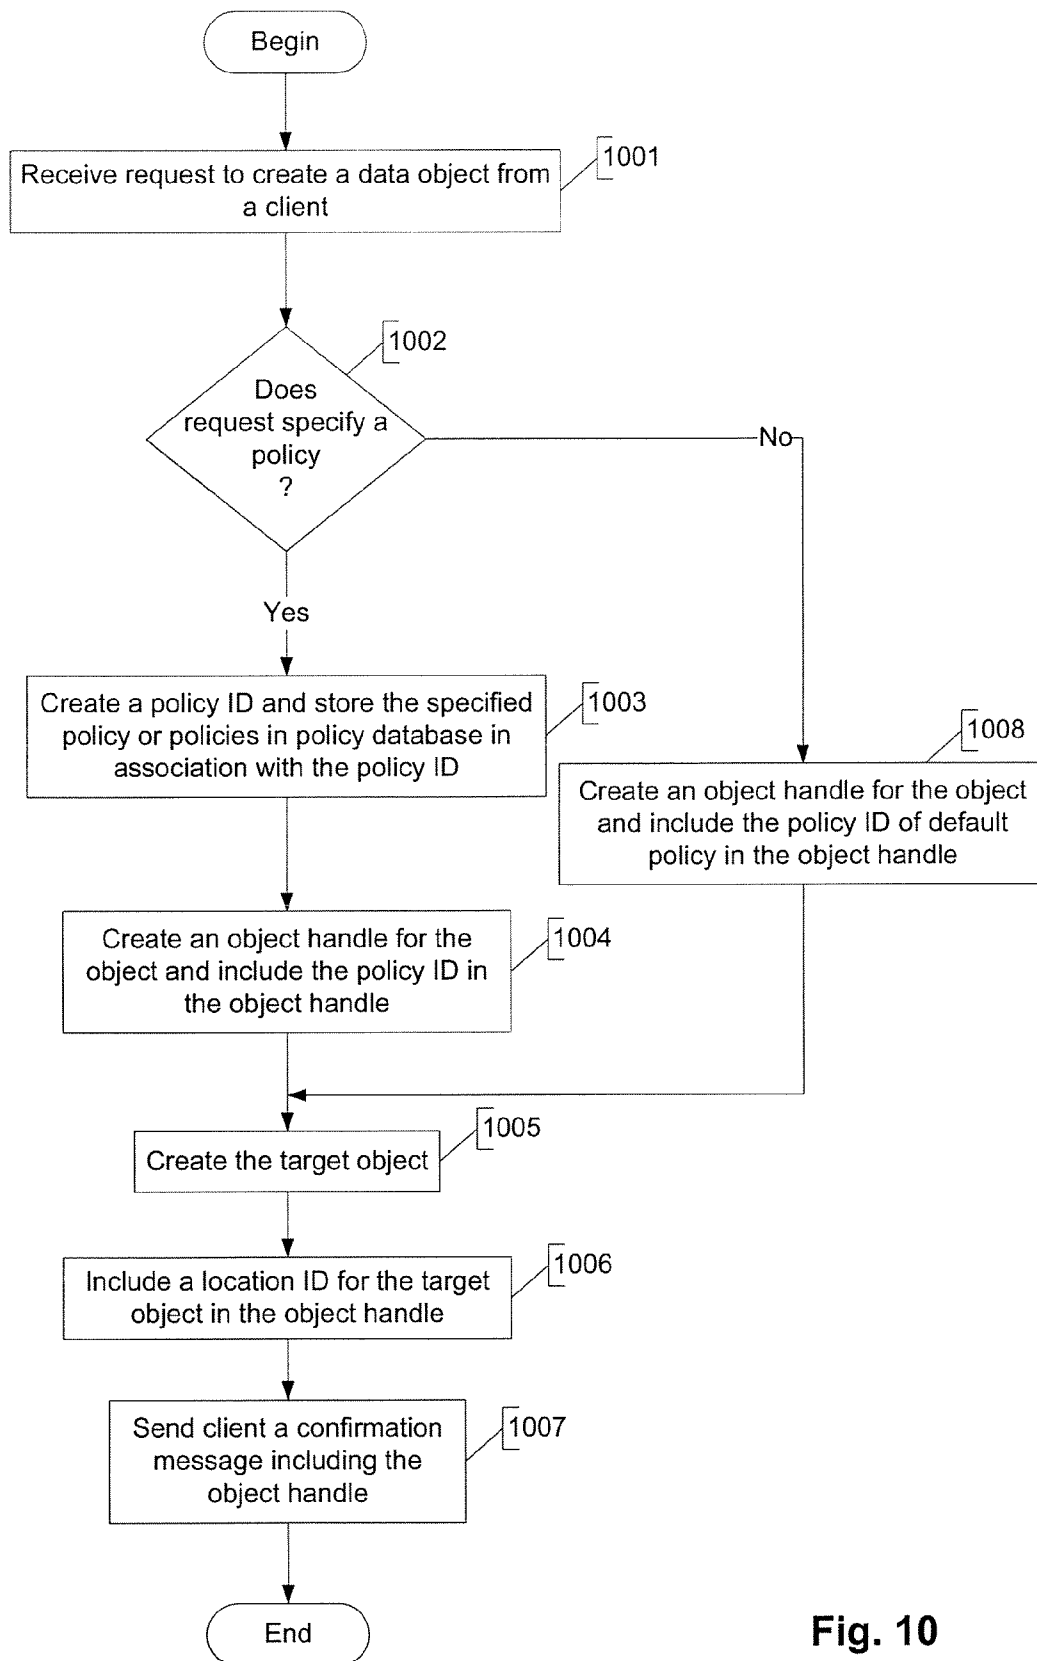 Begin
Receive request to create a data object from
a client
1001
Does
request specify a
policy
?
1002
No
Yes
Create a policy ID and store the specified
policy or policies in policy database in
association with the policy ID
1003
Create an object handle for the object
and include the policy ID of default
policy in the object handle
1008
Create an object handle for the
object and include the policy ID in
the object handle
1004
Create the target object
1005
Include a location ID for the target
object in the object handle
1006
Send client a confirmation
message including the
object handle
1007
End
Fig. 10